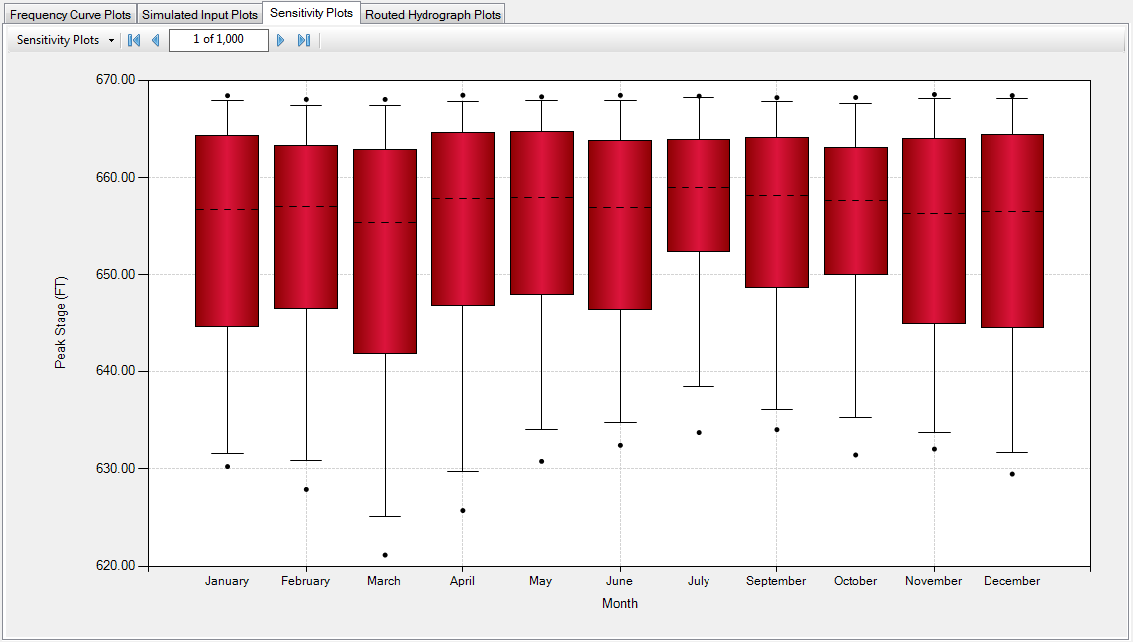 Frequency Curve Plots Simulated Input Plots Sensitivity Plots Routed Hydrograph Plots
Sensitivity Plots 1 of 1,000
670.00
660.00
650.00
640.00
630.00
620.00
Peak Stage (FT)
January February March April May June July September October November December
Month